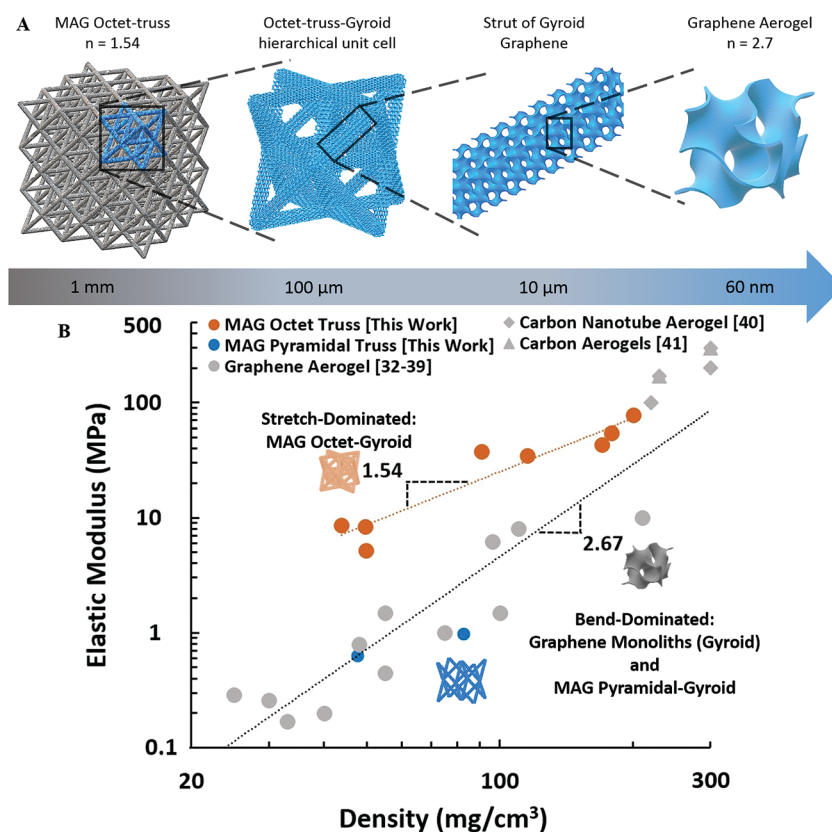 A
MAG Octet-truss
n = 1.54
Octet-truss-Gyroid
hierarchical unit cell
Strut of Gyroid
Graphene
Graphene Aerogel
n = 2.7
1 mm
100 µm
10 µm
60 nm
B
MAG Octet Truss [This Work]
MAG Pyramidal Truss [This Work]
Graphene Aerogel [32-39]
Carbon Nanotube Aerogel [40]
Carbon Aerogels [41]
Elastic Modulus (MPa)
500
100
10
1
0.1
Stretch-Dominated:
MAG Octet-Gyroid
1.54
2.67
Bend-Dominated:
Graphene Monoliths (Gyroid)
and
MAG Pyramidal-Gyroid
20
100
300
Density (mg/cm³)